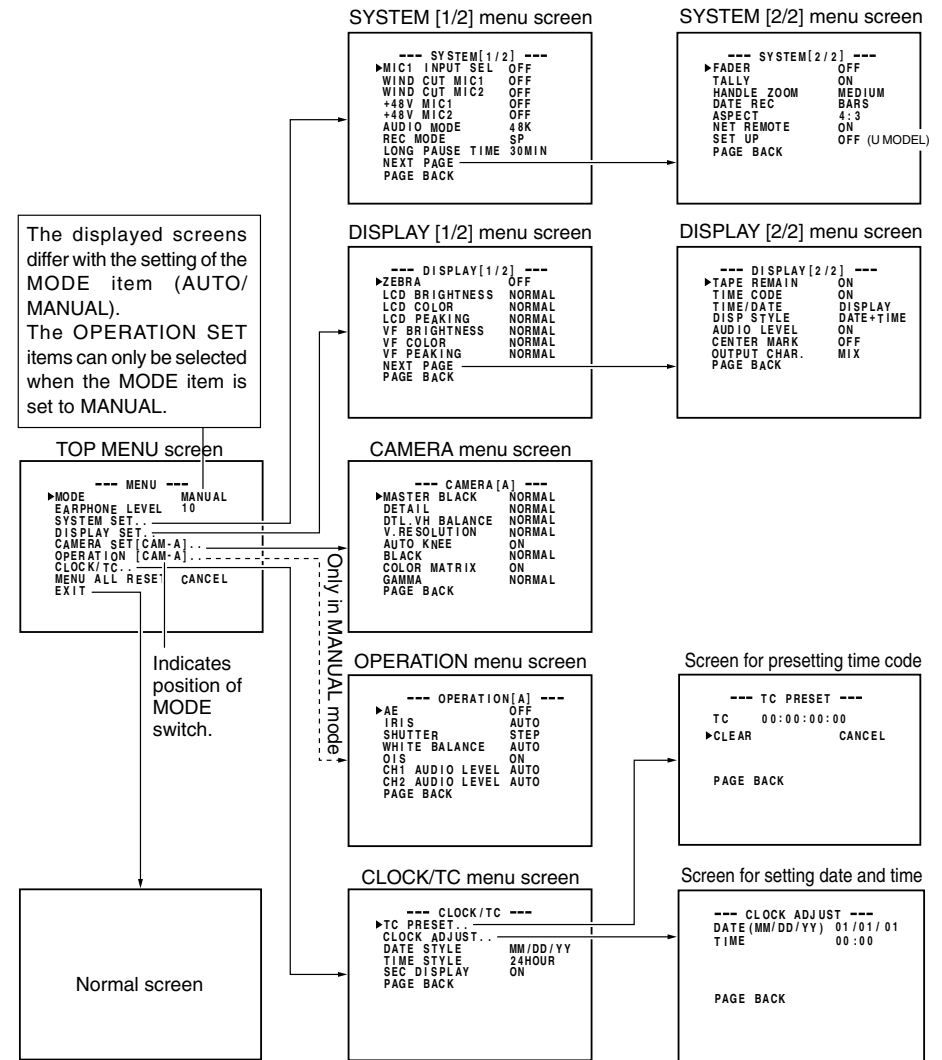 SYSTEM [1/2] menu screen
--- SYSTEM[1/2] ---
▶MIC1 INPUT SEL OFF
WIND CUT MIC1 OFF
WIND CUT MIC2 OFF
+48V MIC1 OFF
+48V MIC2 OFF
AUDIO MODE 48K
REC MODE SP
LONG PAUSE TIME 30MIN
NEXT PAGE
PAGE BACK
SYSTEM [2/2] menu screen
--- SYSTEM[2/2] ---
▶FADER OFF
TALLY ON
HANDLE ZOOM MEDIUM
DATE REC BARS
ASPECT 4:3
NET REMOTE ON
SET UP OFF (U MODEL)
PAGE BACK
The displayed screens
differ with the setting of the
MODE item (AUTO/
MANUAL).
The OPERATION SET
items can only be selected
when the MODE item is
set to MANUAL.
DISPLAY [1/2] menu screen
--- DISPLAY[1/2] ---
▶ZEBRA OFF
LCD BRIGHTNESS NORMAL
LCD COLOR NORMAL
LCD PEAKING NORMAL
VF BRIGHTNESS NORMAL
VF COLOR NORMAL
VF PEAKING NORMAL
NEXT PAGE
PAGE BACK
DISPLAY [2/2] menu screen
--- DISPLAY[2/2] ---
▶TAPE REMAIN ON
TIME CODE ON
TIME/DATE DISPLAY
DISP STYLE DATE+TIME
AUDIO LEVEL ON
CENTER MARK OFF
OUTPUT CHAR. MIX
PAGE BACK
TOP MENU screen
--- MENU ---
▶MODE MANUAL
EARPHONE LEVEL 10
SYSTEM SET..
DISPLAY SET..
CAMERA SET[CAM-A]..
OPERATION [CAM-A]..
CLOCK/TC..
MENU ALL RESET CANCEL
EXIT
Indicates
position of
MODE
switch.
Only in MANUAL mode
CAMERA menu screen
--- CAMERA[A] ---
▶MASTER BLACK NORMAL
DETAIL NORMAL
DTL.VH BALANCE NORMAL
V.RESOLUTION NORMAL
AUTO KNEE ON
BLACK NORMAL
COLOR MATRIX ON
GAMMA NORMAL
PAGE BACK
OPERATION menu screen
--- OPERATION[A] ---
▶AE OFF
IRIS AUTO
SHUTTER STEP
WHITE BALANCE AUTO
OIS ON
CH1 AUDIO LEVEL AUTO
CH2 AUDIO LEVEL AUTO
PAGE BACK
Screen for presetting time code
--- TC PRESET ---
TC 00:00:00:00
▶CLEAR CANCEL
PAGE BACK
Normal screen
CLOCK/TC menu screen
--- CLOCK/TC ---
▶TC PRESET..
CLOCK ADJUST..
DATE STYLE MM/DD/YY
TIME STYLE 24HOUR
SEC DISPLAY ON
PAGE BACK
Screen for setting date and time
--- CLOCK ADJUST ---
DATE(MM/DD/YY) 01/01/01
TIME 00:00
PAGE BACK